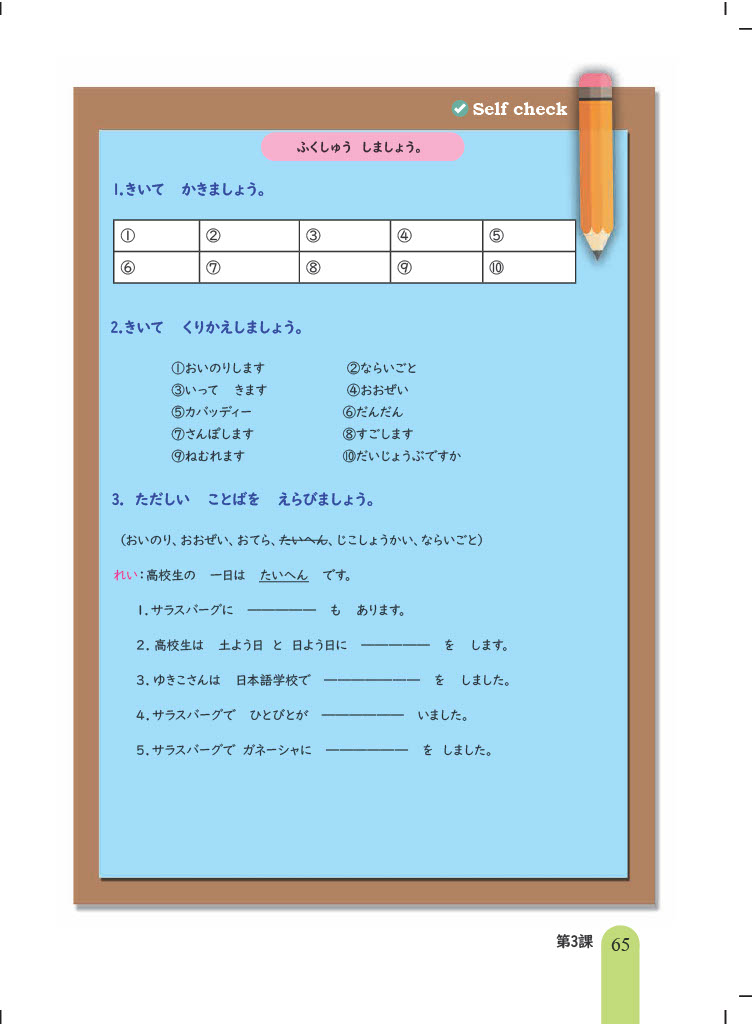 Self check
ふくしゅう しましょう。
1.きいて かきましょう。
① ② ③ ④ ⑤
⑥ ⑦ ⑧ ⑨ ⑩
2.きいて くりかえしましょう。
①おいのりします ②ならいごと
③いって きます ④おおぜい
⑤カバッディー ⑥だんだん
⑦さんぽします ⑧すごします
⑨ねむれます ⑩だいじょうぶですか
3. ただしい ことばを えらびましょう。
(おいのり、おおぜい、おてら、たいへん、じこしょうかい、ならいごと)
れい:高校生の 一日は たいへん です。
1.サラスバーグに ————— も あります。
2.高校生は 土よう日 と 日よう日に ————— を します。
3.ゆきこさんは 日本語学校で ——————— を しました。
4.サラスバーグで ひとびとが —————— いました。
5.サラスバーグで ガネーシャに —————— を しました。
第3課 65